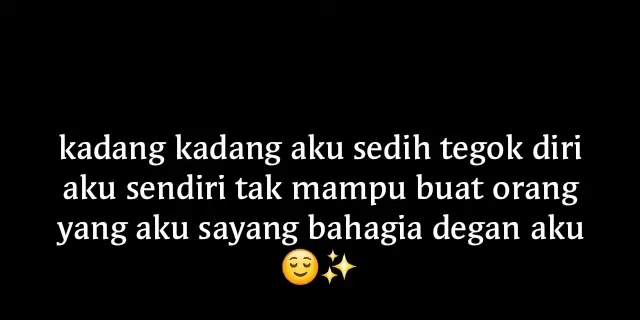 kadang kadang aku sedih tegok diri
aku sendiri tak mampu buat orang
yang aku sayang bahagia degan aku
😌✨